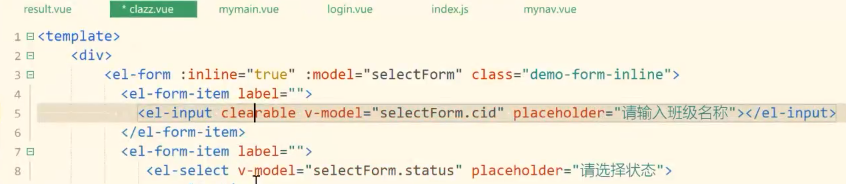 result.vue * clazz.vue mymain.vue login.vue index.js mynav.vue
1 <template>
2 <div>
3 <el-form :inline="true" :model="selectForm" class="demo-form-inline">
4 <el-form-item label="">
5 <el-input clearable v-model="selectForm.cid" placeholder="请输入班级名称"></el-input>
6 </el-form-item>
7 <el-form-item label="">
8 <el-select v-model="selectForm.status" placeholder="请选择状态">